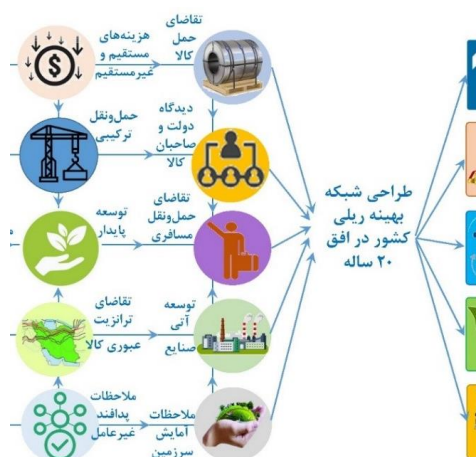 تقاضای
حمل
کالا
هزینه‌های
مستقیم و
غیرمستقیم
دیدگاه
دولت و
صاحبان
کالا
حمل‌ونقل
ترکیبی
تقاضای
حمل‌ونقل
مسافری
توسعه
پایدار
توسعه
آتی
صنایع
تقاضای
ترانزیت
عبوری کالا
ملاحظات
آمایش
سرزمین
ملاحظات
پدافند
غیرعامل
طراحی شبکه
بهینه ریلی
کشور در افق
۲۰ ساله